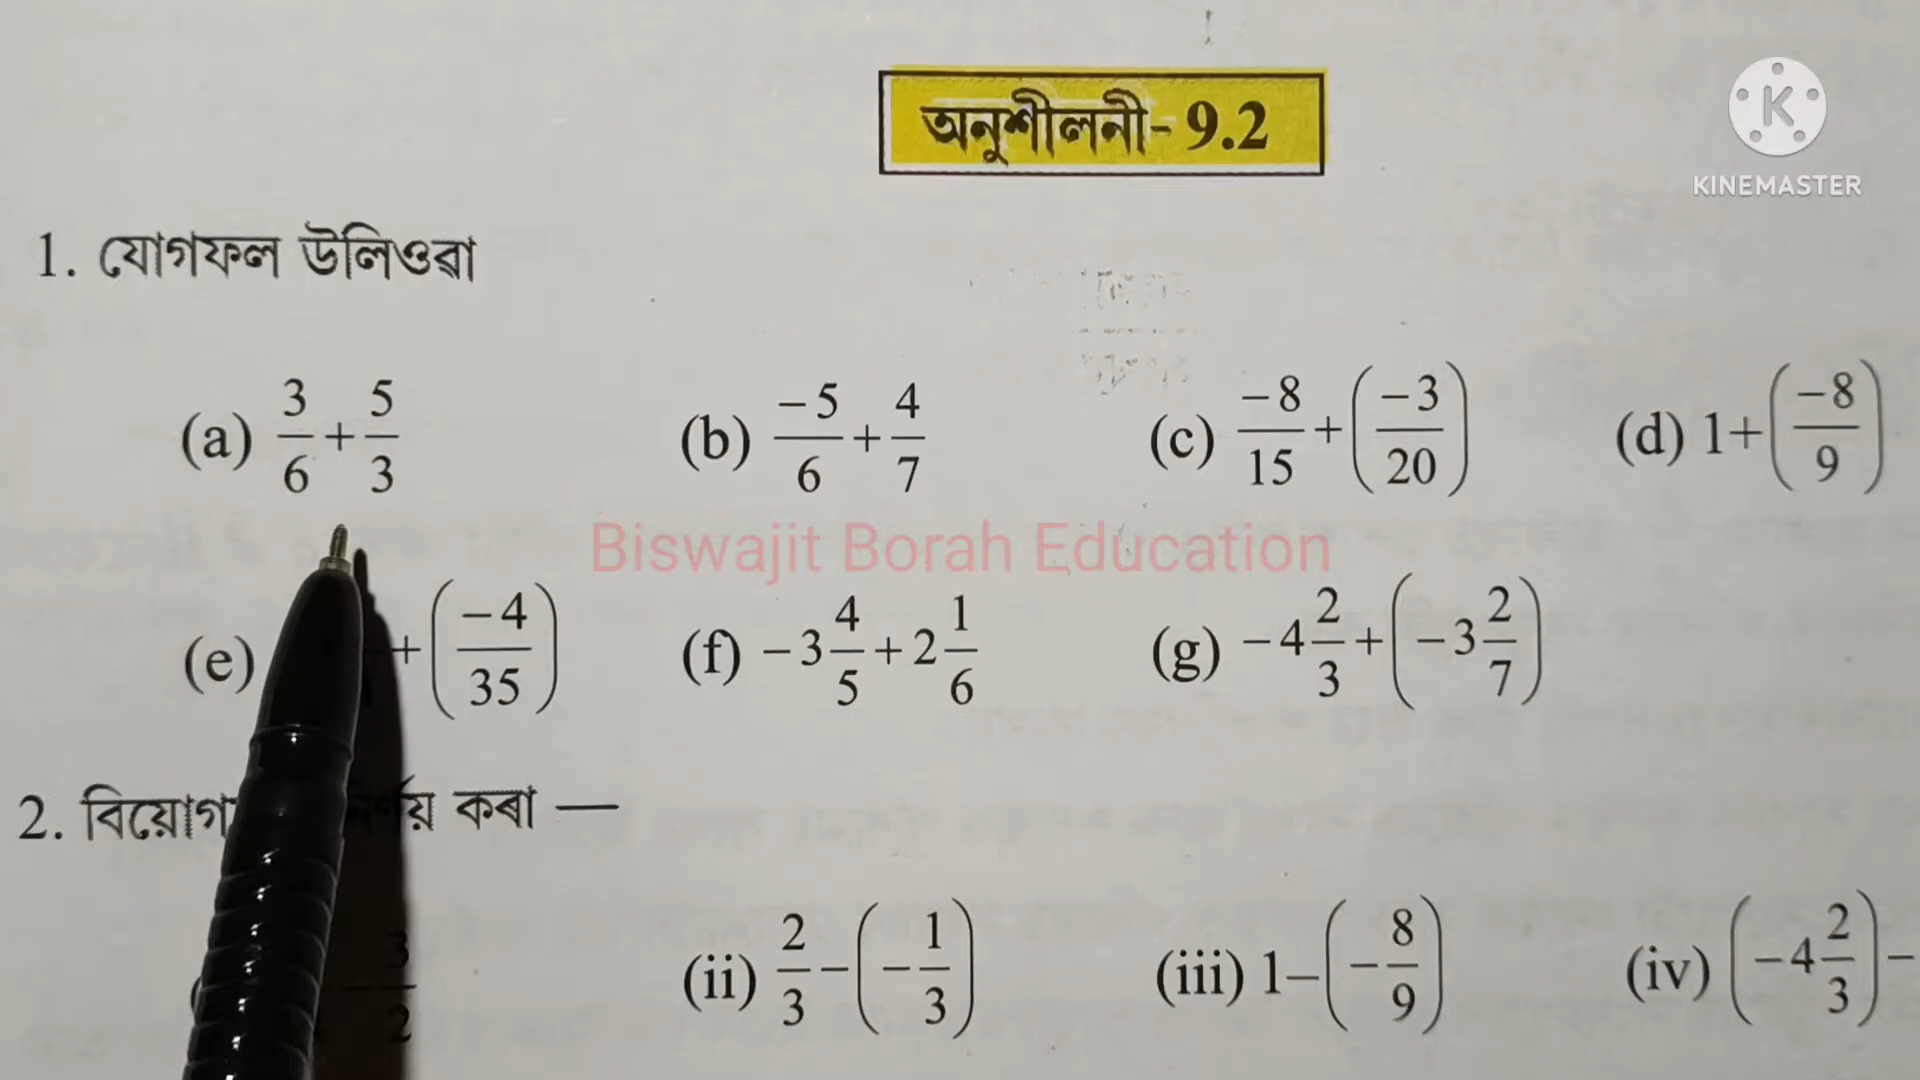 অনুশীলনী- 9.2
KINEMASTER
1. যোগফল উলিওৱা
(a) 3/6 + 5/3 (b) -5/6 + 4/7 (c) -8/15 + (-3/20) (d) 1+(-8/9)
Biswajit Borah Education
(e) + (-4/35) (f) -3 4/5 + 2 1/6 (g) -4 2/3 + (-3 2/7)
2. কৰা —
3/2 (ii) 2/3 - (-1/3) (iii) 1-(-8/9) (iv) (-4 2/3) -